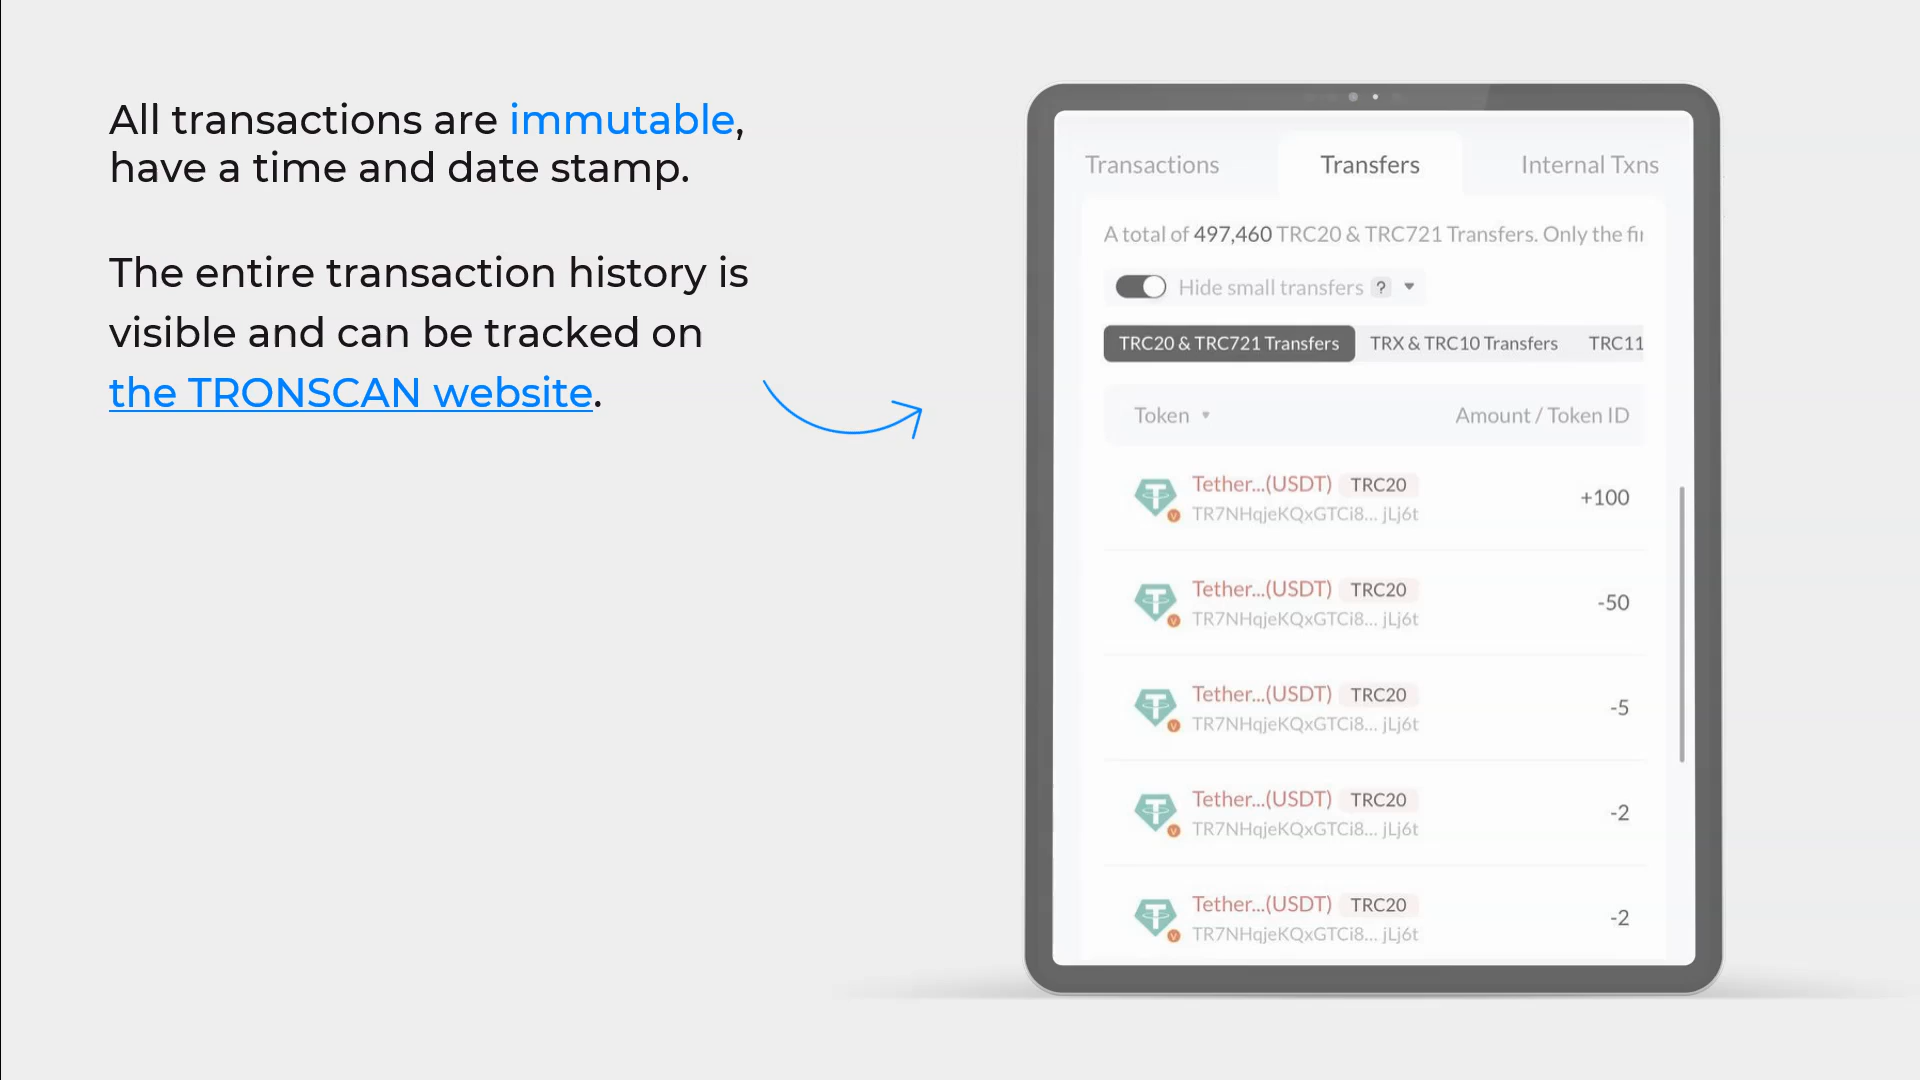 All transactions are immutable,
have a time and date stamp.
The entire transaction history is
visible and can be tracked on
the TRONSCAN website.
Transactions
Transfers
Internal Txns
A total of 497,460 TRC20 & TRC721 Transfers. Only the
Hide small transfers ?
TRC20 & TRC721 Transfers
TRX & TRC10 Transfers
TRC11
Token
Amount / Token ID
Tether...(USDT) TRC20
TR7NHqjeKQxGTCi8... jLj6t
+100
Tether...(USDT) TRC20
TR7NHqjeKQxGTCi8... jLj6t
-50
Tether...(USDT) TRC20
TR7NHqjeKQxGTCi8... jLj6t
-5
Tether...(USDT) TRC20
TR7NHqjeKQxGTCi8... jLj6t
-2
Tether...(USDT) TRC20
TR7NHqjeKQxGTCi8... jLj6t
-2